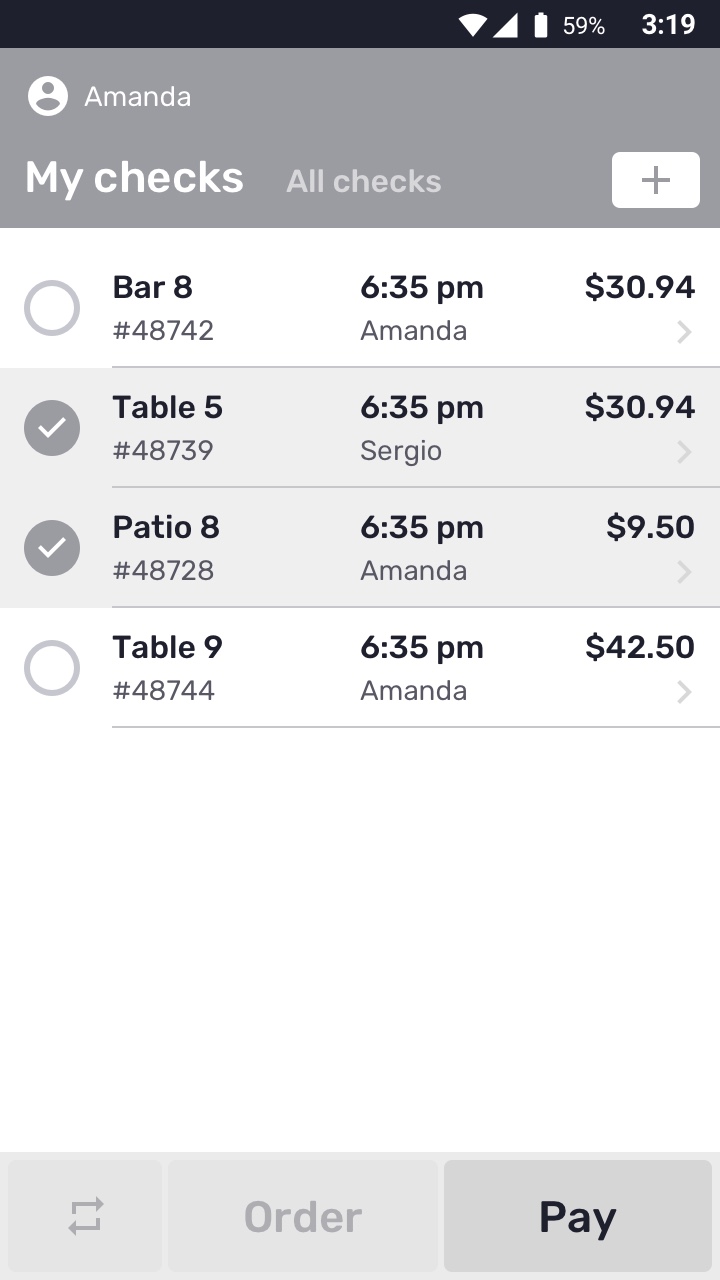 59% 3:19
Amanda
My checks All checks
Bar 8 6:35 pm $30.94
#48742 Amanda
Table 5 6:35 pm $30.94
#48739 Sergio
Patio 8 6:35 pm $9.50
#48728 Amanda
Table 9 6:35 pm $42.50
#48744 Amanda
Order Pay